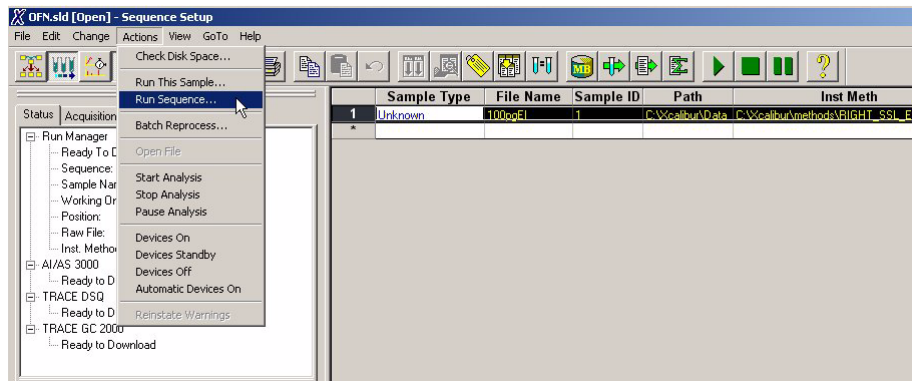 OFN.sld [Open] - Sequence Setup
File Edit Change Actions View GoTo Help
Check Disk Space...
Run This Sample...
Run Sequence...
Batch Reprocess...
Open File
Start Analysis
Stop Analysis
Pause Analysis
Devices On
Devices Standby
Devices Off
Automatic Devices On
Reinstate Warnings
MB
Status Acquisition
Run Manager
Ready To D
Sequence:
Sample Nar
Working Or
Position:
Raw File:
Inst. Metho
AI/AS 3000
Ready to D
TRACE DSQ
Ready to D
TRACE GC 2000
Ready to Download
Sample Type File Name Sample ID Path Inst Meth
1 Unknown 100pgEI 1 C:\Xcalibur\Data C:\Xcalibur\methods\RIGHT_SSL_E
*